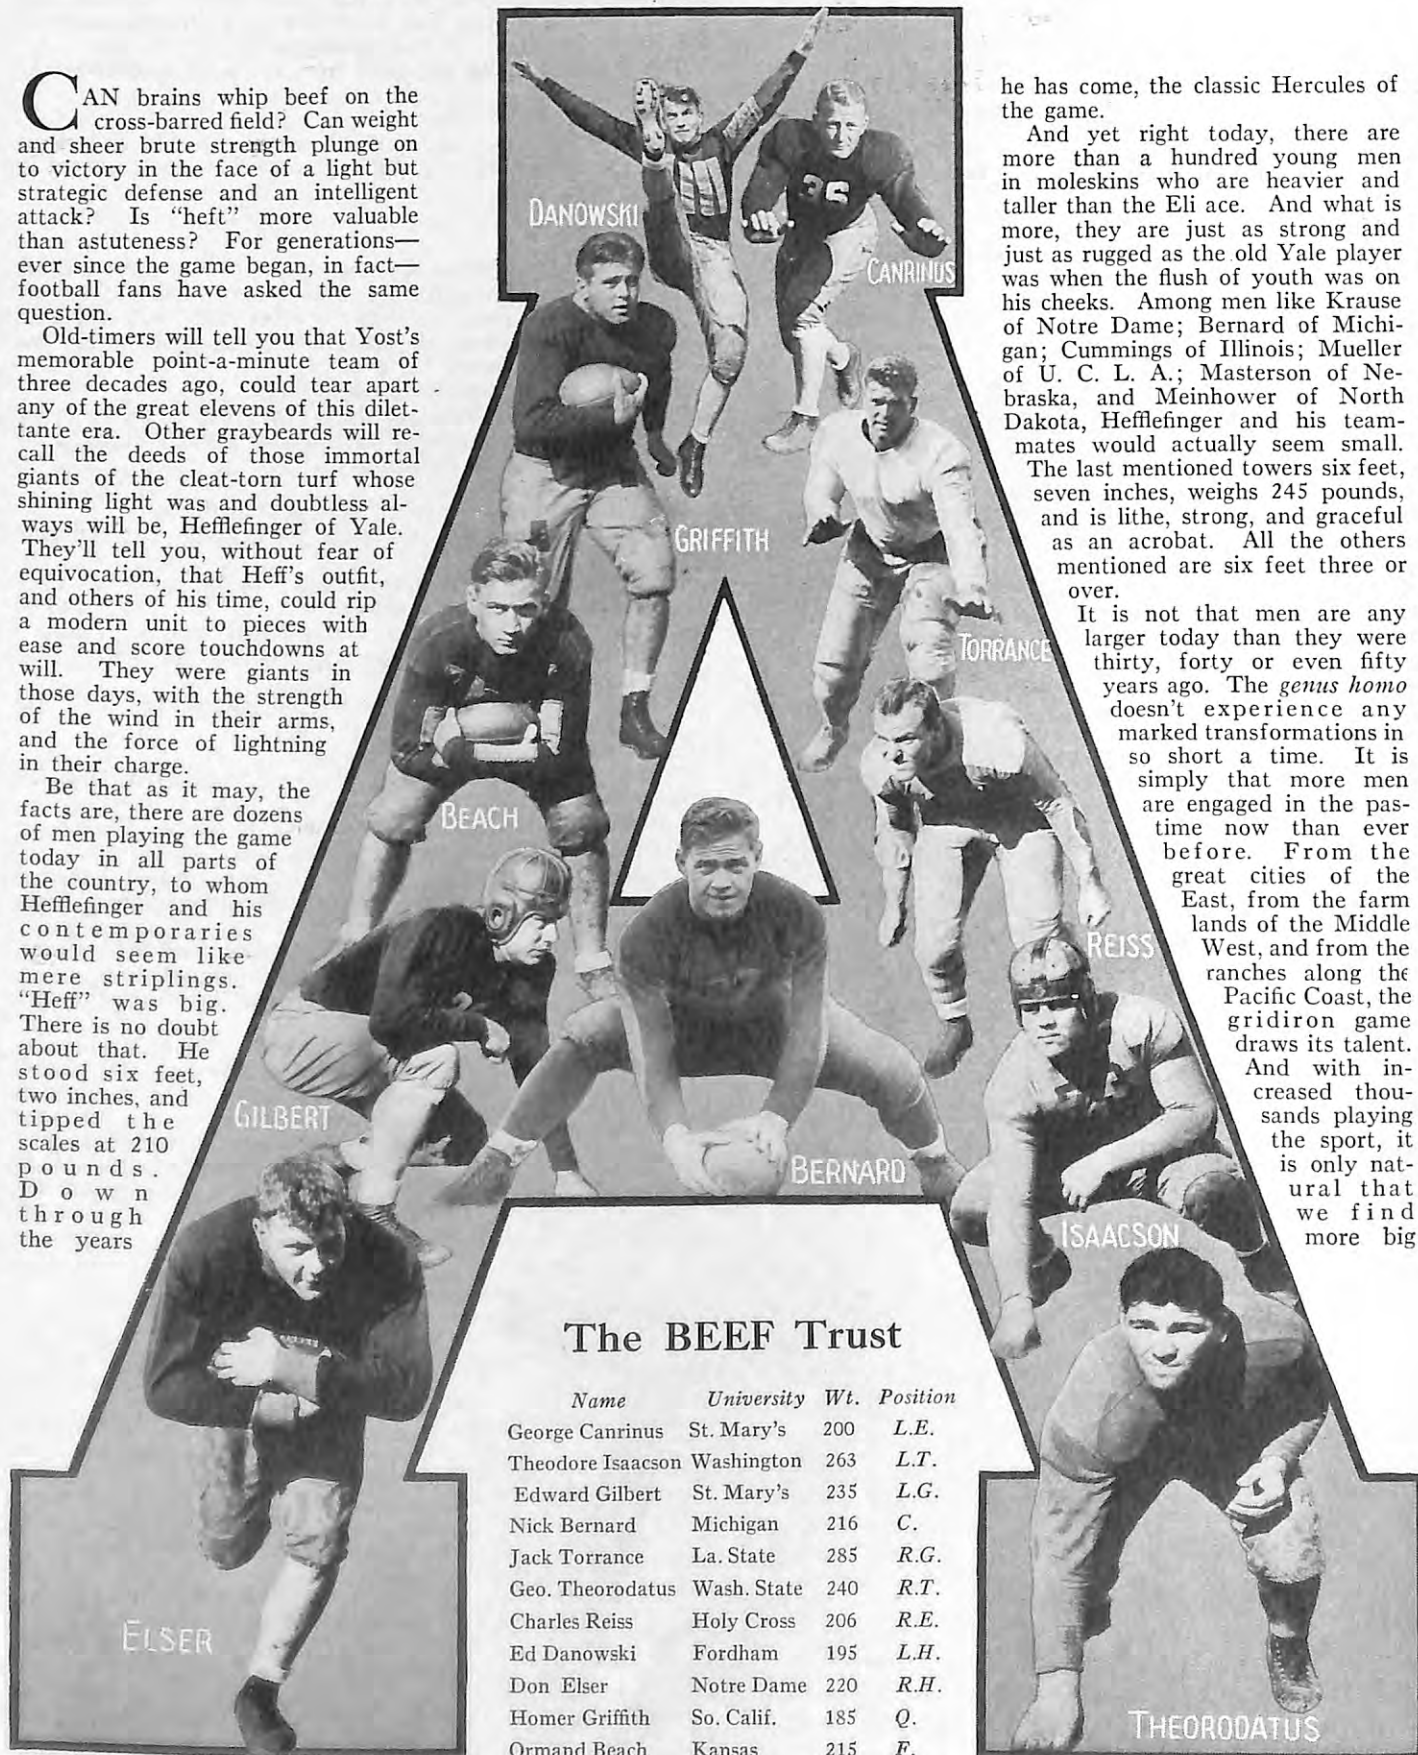 CAN brains whip beef on the
cross-barred field? Can weight
and sheer brute strength plunge on
to victory in the face of a light but
strategic defense and an intelligent
attack? Is "heft" more valuable
than astuteness? For generations—
ever since the game began, in fact—
football fans have asked the same
question.
Old-timers will tell you that Yost's
memorable point-a-minute team of
three decades ago, could tear apart
any of the great elevens of this dilet-
tante era. Other graybeards will re-
call the deeds of those immortal
giants of the cleat-torn turf whose
shining light was and doubtless al-
ways will be, Hefflefinger of Yale.
They'll tell you, without fear of
equivocation, that Heff's outfit,
and others of his time, could rip
a modern unit to pieces with
ease and score touchdowns at
will. They were giants in
those days, with the strength
of the wind in their arms,
and the force of lightning
in their charge.
Be that as it may, the
facts are, there are dozens
of men playing the game
today in all parts of
the country, to whom
Hefflefinger and his
contemporaries
would seem like
mere striplings.
"Heff" was big.
There is no doubt
about that. He
stood six feet,
two inches, and
tipped the
scales at 210
pounds.
Down
through
the years
he has come, the classic Hercules of
the game.
And yet right today, there are
more than a hundred young men
in moleskins who are heavier and
taller than the Eli ace. And what is
more, they are just as strong and
just as rugged as the old Yale player
was when the flush of youth was on
his cheeks. Among men like Krause
of Notre Dame; Bernard of Michi-
gan; Cummings of Illinois; Mueller
of U. C. L. A.; Masterson of Ne-
braska, and Meinhower of North
Dakota, Hefflefinger and his team-
mates would actually seem small.
The last mentioned towers six feet,
seven inches, weighs 245 pounds,
and is lithe, strong, and graceful
as an acrobat. All the others
mentioned are six feet three or
over.
It is not that men are any
larger today than they were
thirty, forty or even fifty
years ago. The genus homo
doesn't experience any
marked transformations in
so short a time. It is
simply that more men
are engaged in the pas-
time now than ever
before. From the
great cities of the
East, from the farm
lands of the Middle
West, and from the
ranches along the
Pacific Coast, the
gridiron game
draws its talent.
And with in-
creased thou-
sands playing
the sport, it
is only nat-
ural that
we find
more big
DANOWSKI
36
CANRINUS
GRIFFITH
TORRANCE
BEACH
REISS
GILBERT
BERNARD
ISAACSON
ELSER
THEORODATUS
The BEEF Trust
Name University Wt. Position
George Canrinus St. Mary's 200 L.E.
Theodore Isaacson Washington 263 L.T.
Edward Gilbert St. Mary's 235 L.G.
Nick Bernard Michigan 216 C.
Jack Torrance La. State 285 R.G.
Geo. Theorodatus Wash. State 240 R.T.
Charles Reiss Holy Cross 206 R.E.
Ed Danowski Fordham 195 L.H.
Don Elser Notre Dame 220 R.H.
Homer Griffith So. Calif. 185 Q.
Ormand Beach Kansas 215 F.